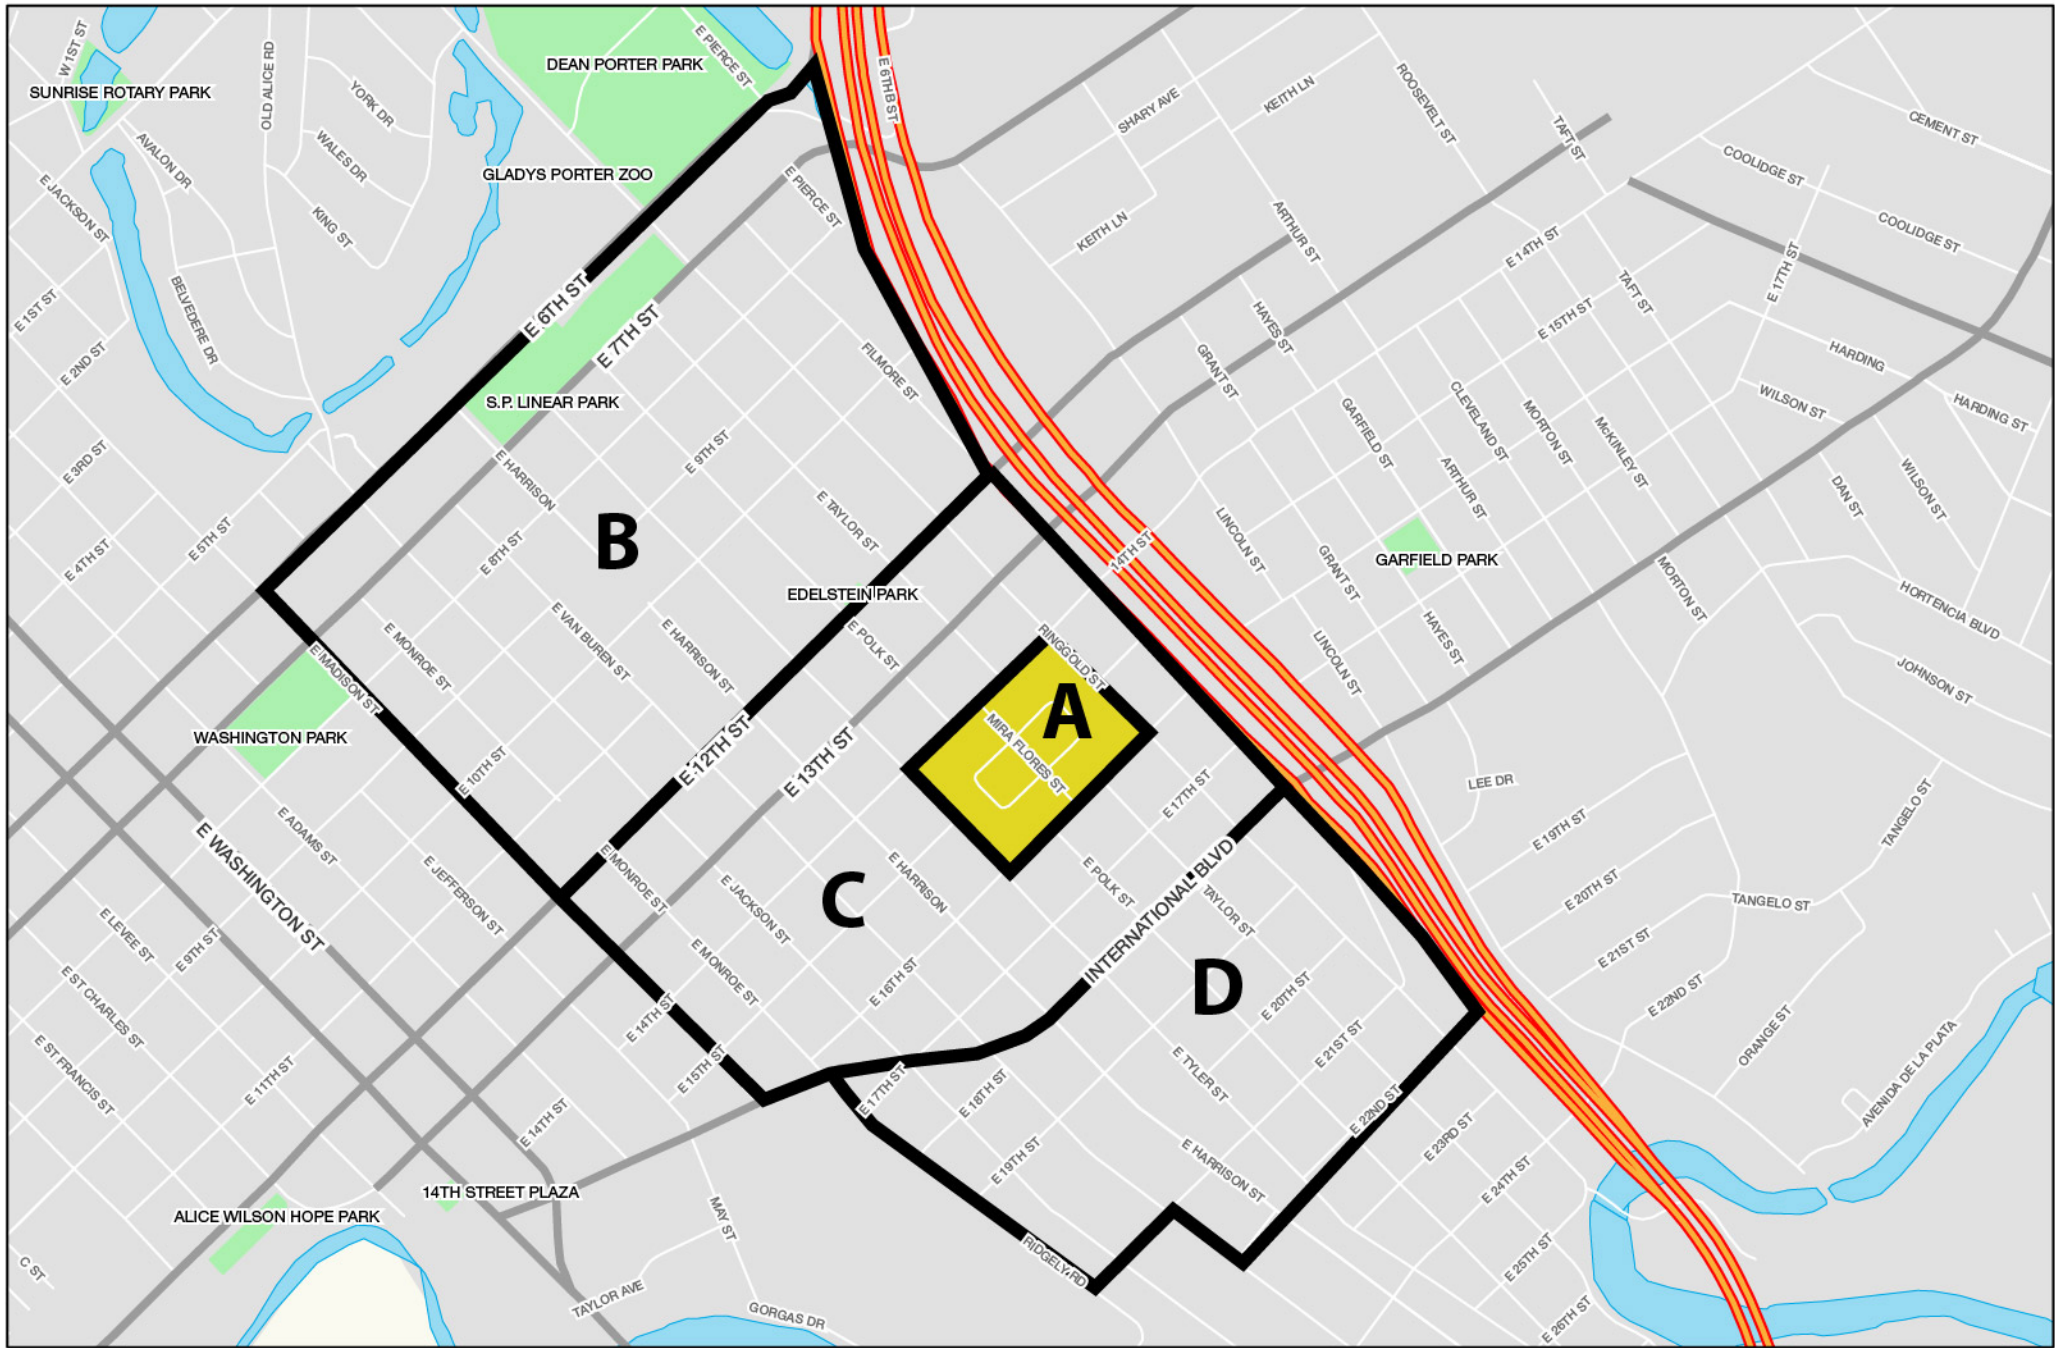 W 1ST ST
SUNRISE ROTARY PARK
OLD ALICE RD
YORK DR
WALES DR
KING ST
AVALON DR
E JACKSON ST
BELVEDERE DR
E 1ST ST
E 2ND ST
E 3RD ST
E 4TH ST
E 5TH ST
DEAN PORTER PARK
E PIERCE ST
GLADYS PORTER ZOO
E 6THB ST
E PIERCE ST
E 6TH ST
E 7TH ST
S.P. LINEAR PARK
FILMORE ST
E 9TH ST
E HARRISON
E 8TH ST
B
E TAYLOR ST
EDELSTEIN PARK
E POLK ST
E VAN BUREN ST
E HARRISON ST
E MONROE ST
E MADISON ST
WASHINGTON PARK
E 10TH ST
E 12TH ST
E 13TH ST
SHARY AVE
KEITH LN
KEITH LN
ROOSEVELT ST
TAFT ST
CEMENT ST
COOLIDGE ST
COOLIDGE ST
ARTHUR ST
E 14TH ST
E 17TH ST
TAFT ST
E 15TH ST
HAYES ST
GRANT ST
GARFIELD ST
CLEVELAND ST
MORTON ST
McKINLEY ST
ARTHUR ST
HARDING
HARDING ST
WILSON ST
WILSON ST
DAN ST
LINCOLN ST
14TH ST
GARFIELD PARK
GRANT ST
HAYES ST
LINCOLN ST
MORTON ST
HORTENCIA BLVD
JOHNSON ST
RINGGOLD ST
A
MIRA FLORES ST
E 17TH ST
LEE DR
E 19TH ST
E 20TH ST
E 21ST ST
E 22ND ST
TANGELO ST
TANGELO ST
ORANGE ST
AVENIDA DE LA PLATA
E ADAMS ST
E WASHINGTON ST
E JEFFERSON ST
E LEVEE ST
E 9TH ST
E ST CHARLES ST
E ST FRANCIS ST
E 11TH ST
E MONROE ST
E JACKSON ST
E HARRISON
C
E MONROE ST
E 16TH ST
E POLK ST
INTERNATIONAL BLVD
TAYLOR ST
D
E 20TH ST
E 21ST ST
E TYLER ST
E 22ND ST
E 14TH ST
E 15TH ST
E 17TH ST
E 18TH ST
E 19TH ST
E HARRISON ST
E 23RD ST
E 24TH ST
E 25TH ST
E 26TH ST
RIDGELY RD
E 14TH ST
14TH STREET PLAZA
ALICE WILSON HOPE PARK
C ST
MAY ST
TAYLOR AVE
GORGAS DR